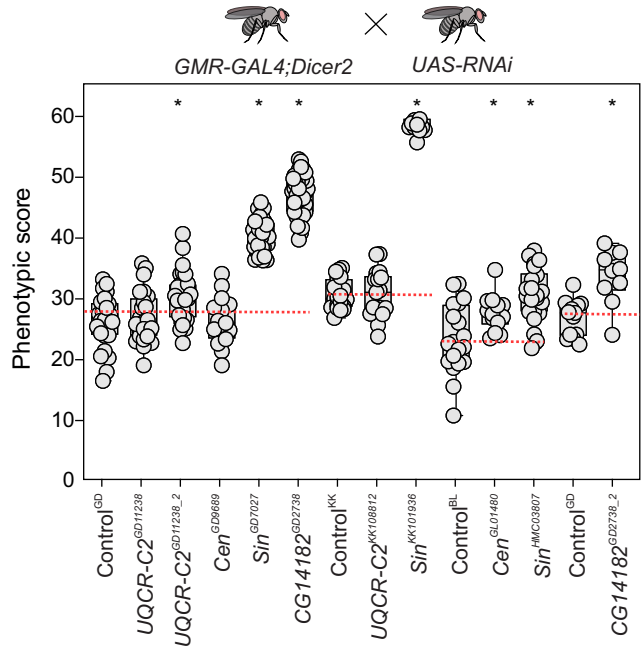 GMR-GAL4;Dicer2 UAS-RNAi
* * * * * * *
Phenotypic score
60
50
40
30
20
10
0
Control^GD
UQCR-C2^GD11238
UQCR-C2^GD11238_2
Cen^GD9689
Sin^GD7027
CG14182^GD2738
Control^KK
UQCR-C2^KK108812
Sin^KK101936
Control^BL
Cen^GL01480
Sin^HMC03807
Control^GD
CG14182^GD2738_2